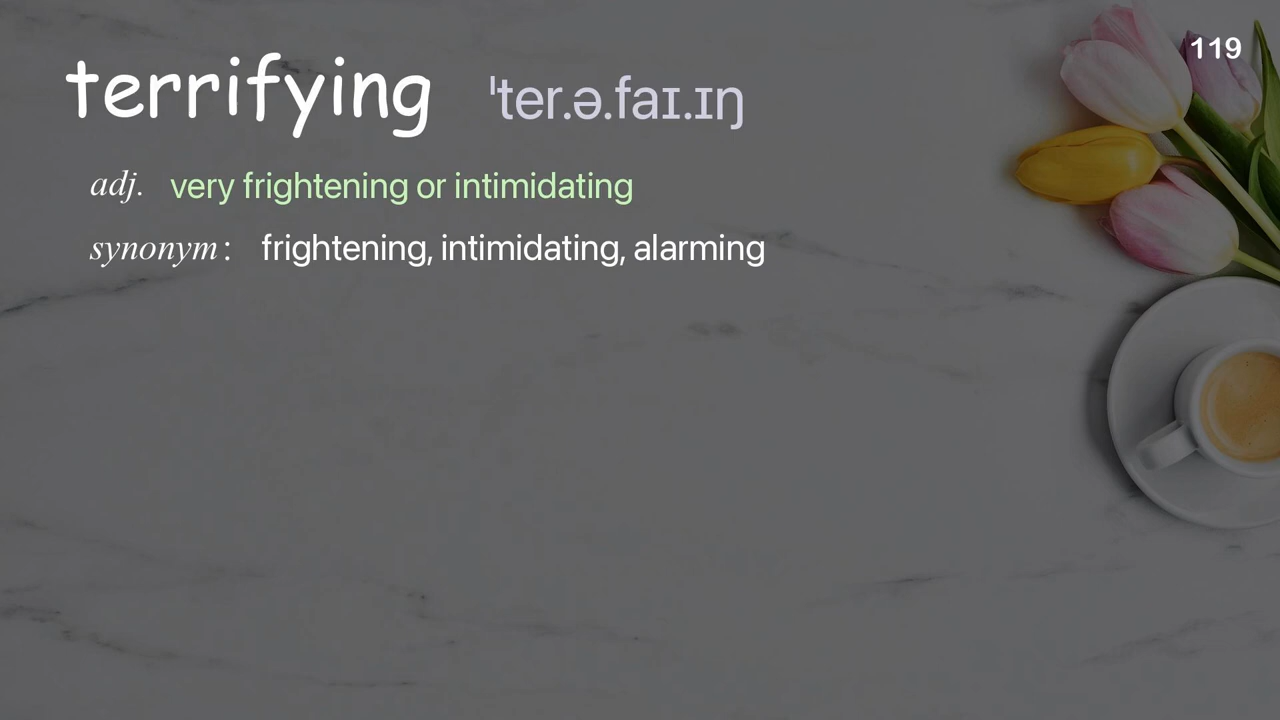 119
terrifying ˈter.ə.faɪ.ɪŋ
adj. very frightening or intimidating
synonym: frightening, intimidating, alarming